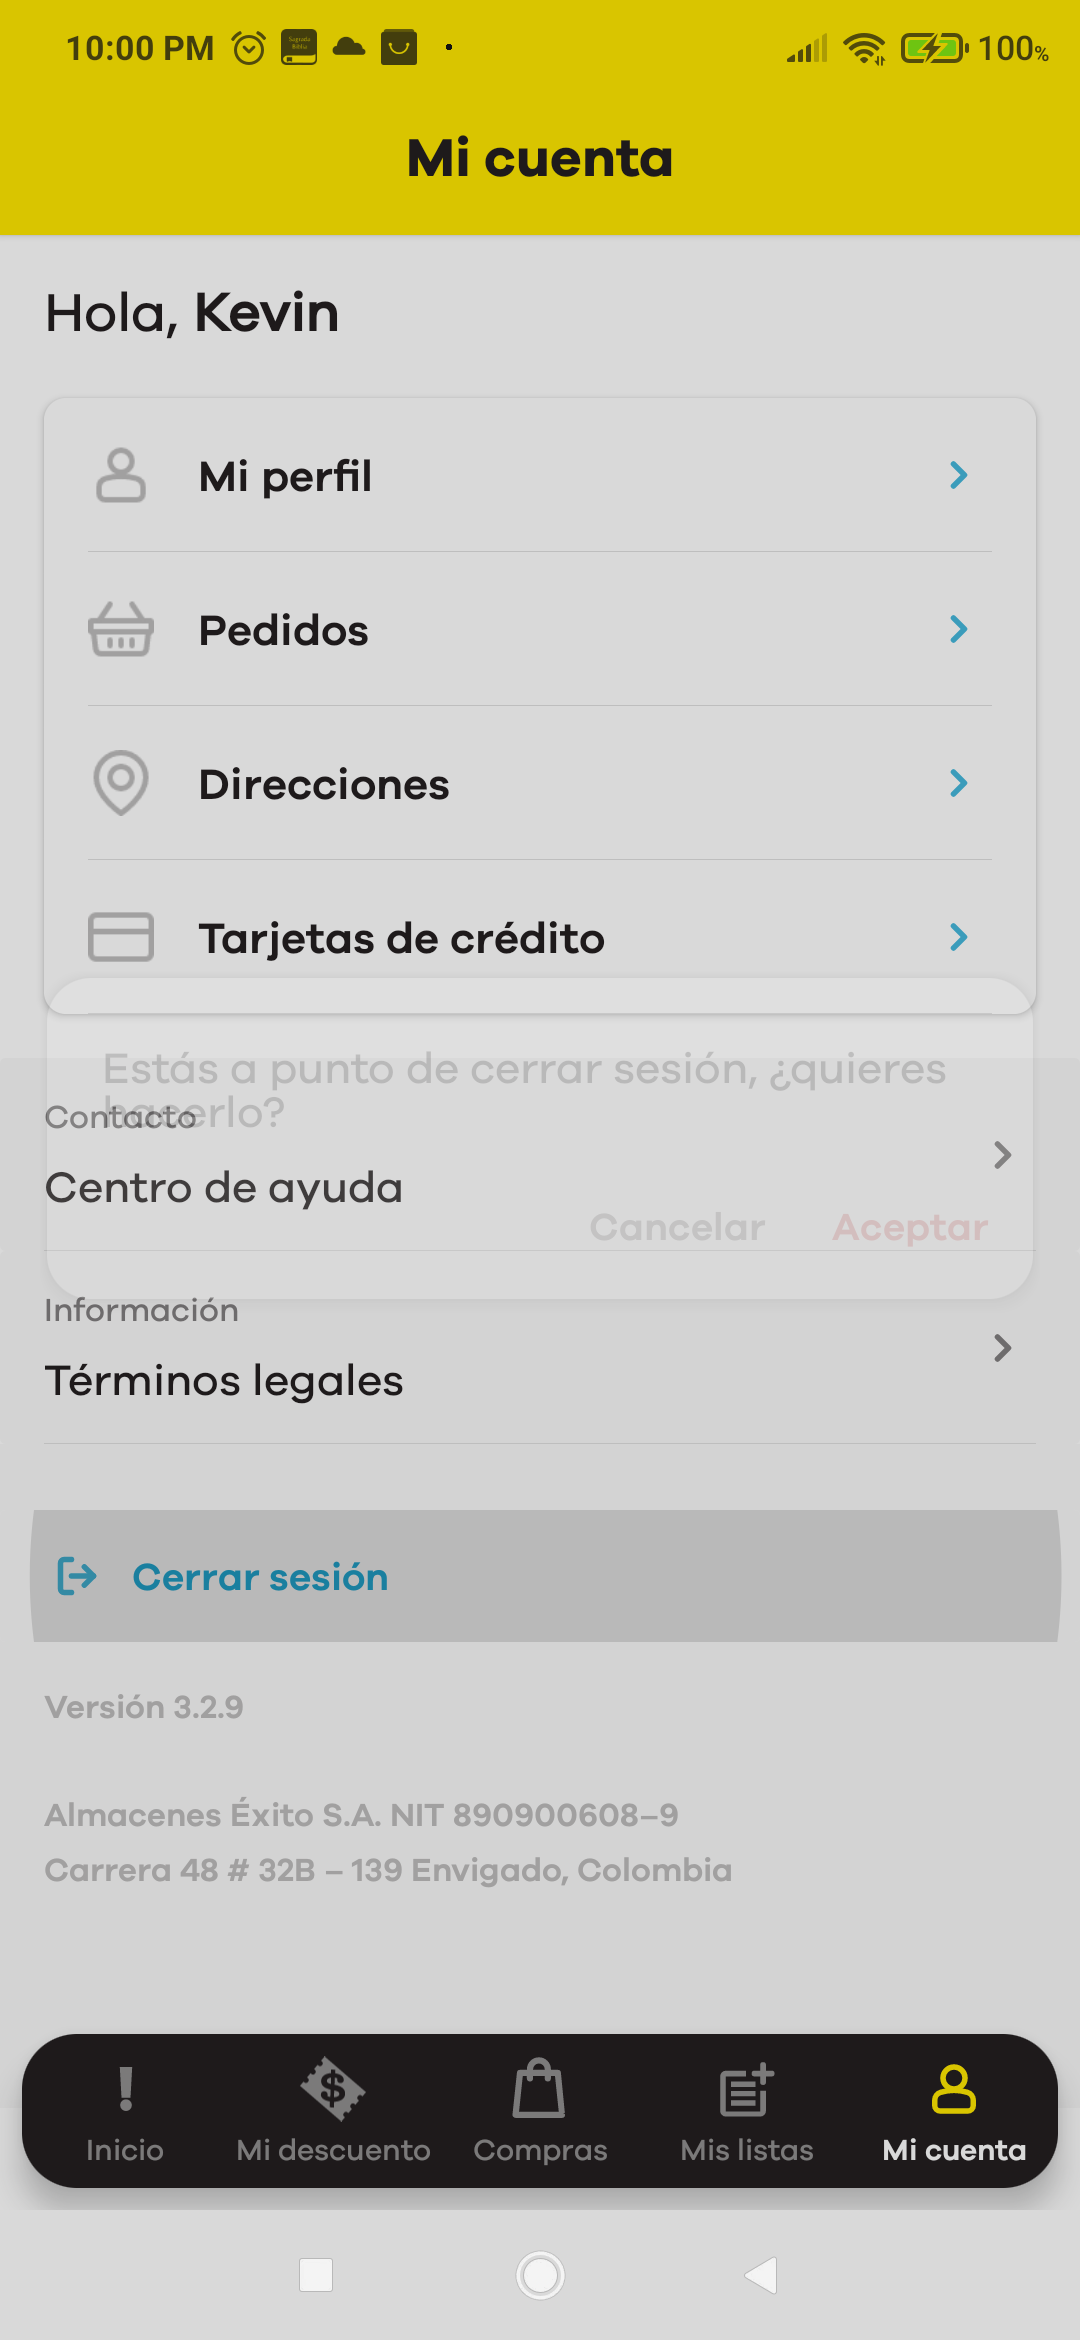 10:00 PM
Sagrada
Biblia
100%
Mi cuenta
Hola, Kevin
Mi perfil
Pedidos
Direcciones
Tarjetas de crédito
Estás a punto de cerrar sesión, ¿quieres
hacerlo?
Cancelar
Aceptar
Contacto
Centro de ayuda
Información
Términos legales
Cerrar sesión
Versión 3.2.9
Almacenes Éxito S.A. NIT 890900608–9
Carrera 48 # 32B – 139 Envigado, Colombia
Inicio
Mi descuento
Compras
Mis listas
Mi cuenta